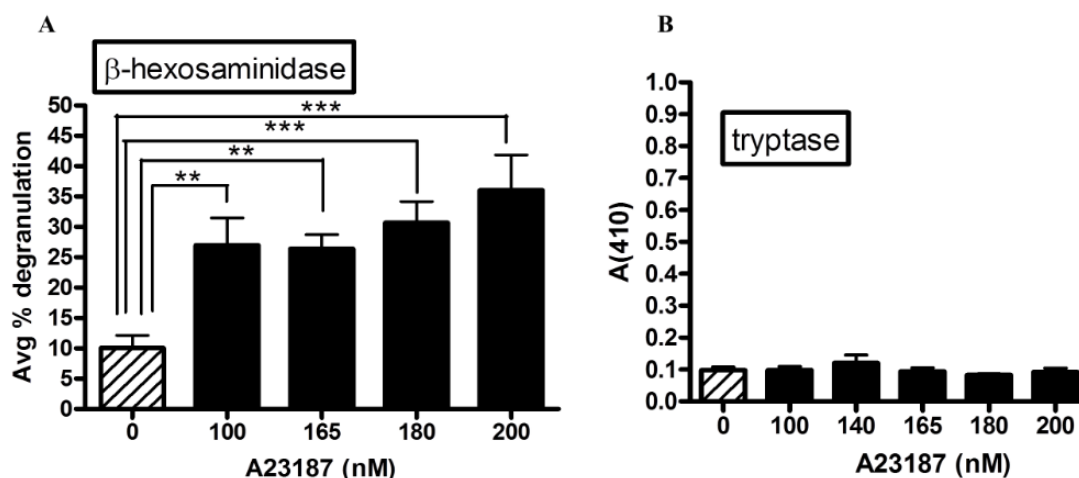 A
β-hexosaminidase
Avg % degranulation
50
45
40
35
30
25
20
15
10
5
0
***
***
**
**
0 100 165 180 200
A23187 (nM)
B
tryptase
A(410)
1.0
0.9
0.8
0.7
0.6
0.5
0.4
0.3
0.2
0.1
0.0
0 100 140 165 180 200
A23187 (nM)